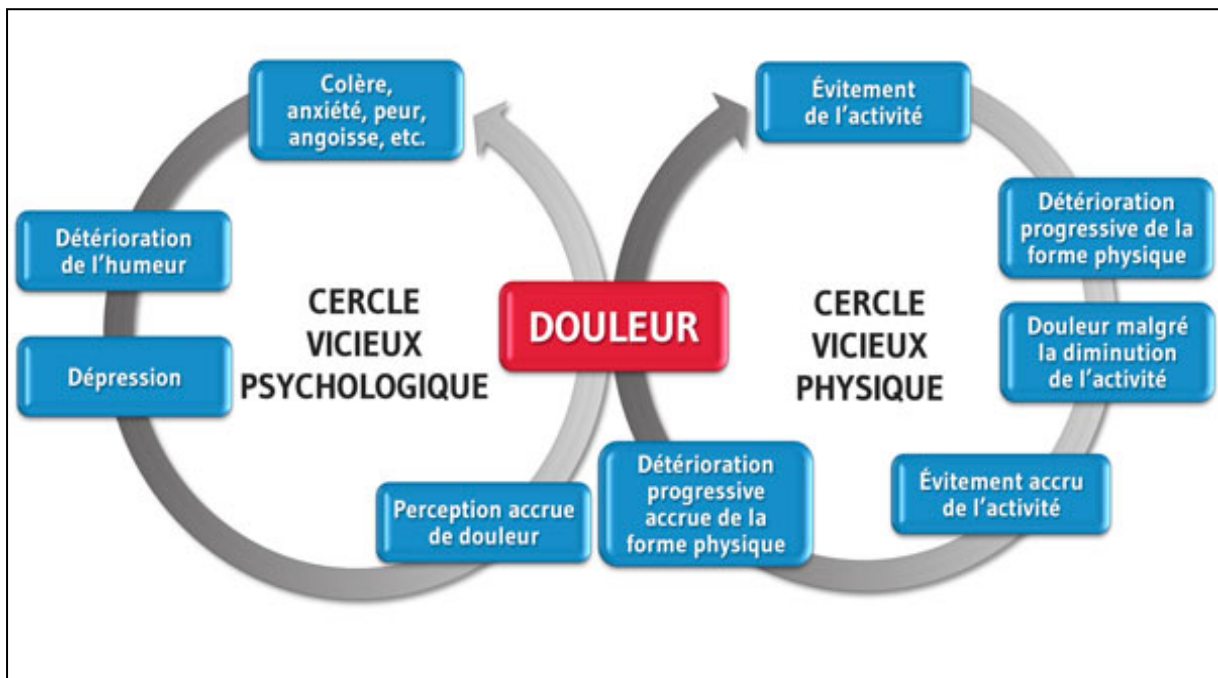 Colère,
anxiété, peur,
angoisse, etc.
Détérioration
de l'humeur
Dépression
Perception accrue
de douleur
CERCLE
VICIEUX
PSYCHOLOGIQUE
DOULEUR
CERCLE
VICIEUX
PHYSIQUE
Évitement
de l'activité
Détérioration
progressive de la
forme physique
Douleur malgré
la diminution
de l'activité
Évitement accru
de l'activité
Détérioration
progressive
accrue de la
forme physique